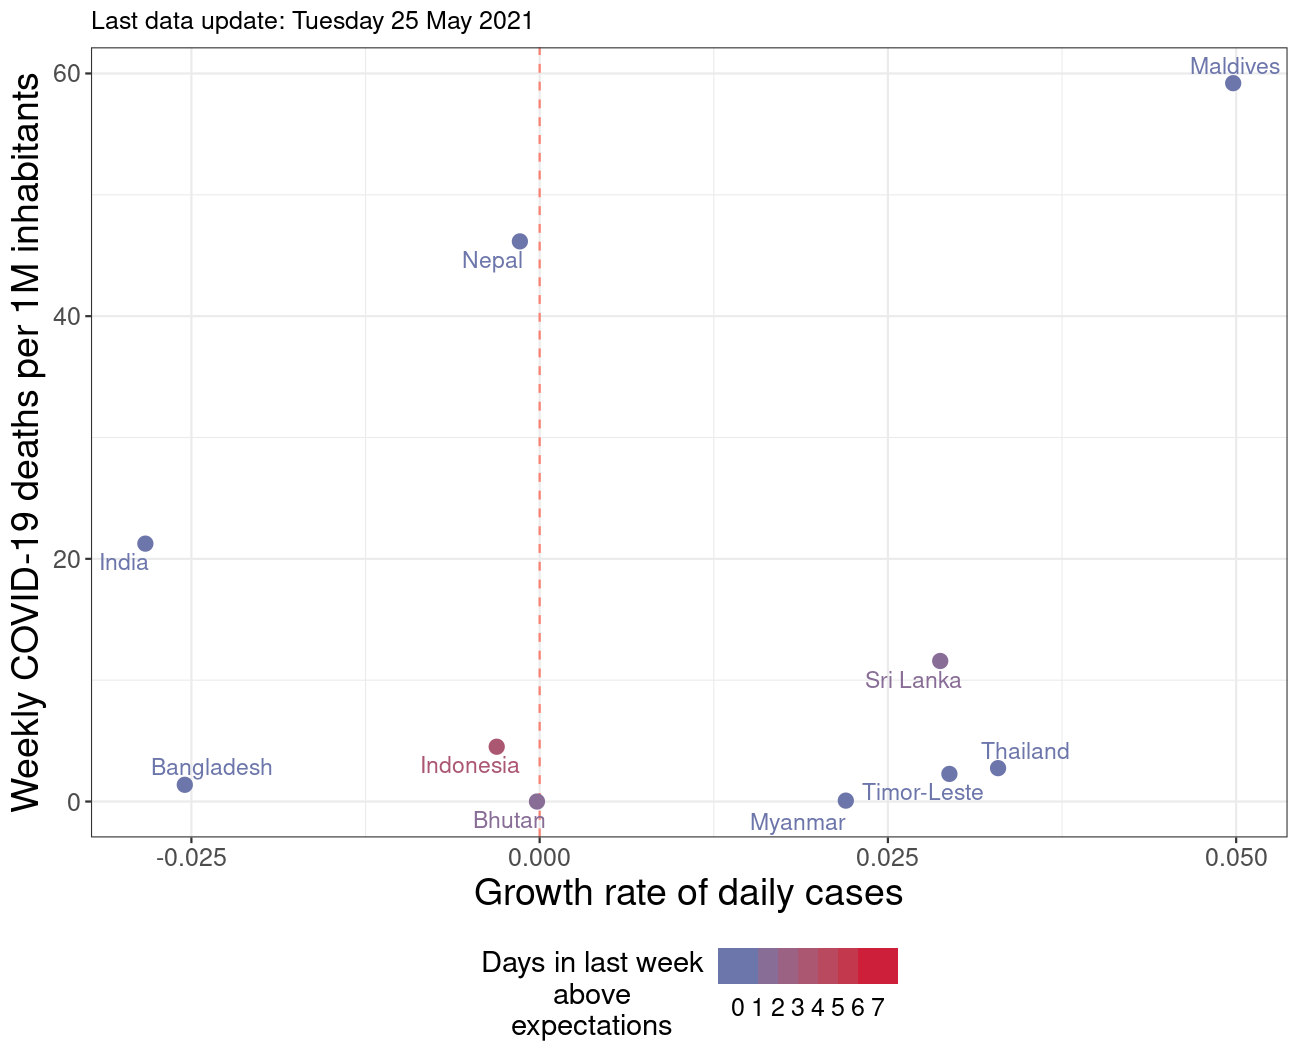 Last data update: Tuesday 25 May 2021
Weekly COVID-19 deaths per 1M inhabitants
60
40
20
0
Maldives
Nepal
India
Sri Lanka
Indonesia
Thailand
Bangladesh
Timor-Leste
Bhutan
Myanmar
-0.025 0.000 0.025 0.050
Growth rate of daily cases
Days in last week
above
expectations
0 1 2 3 4 5 6 7